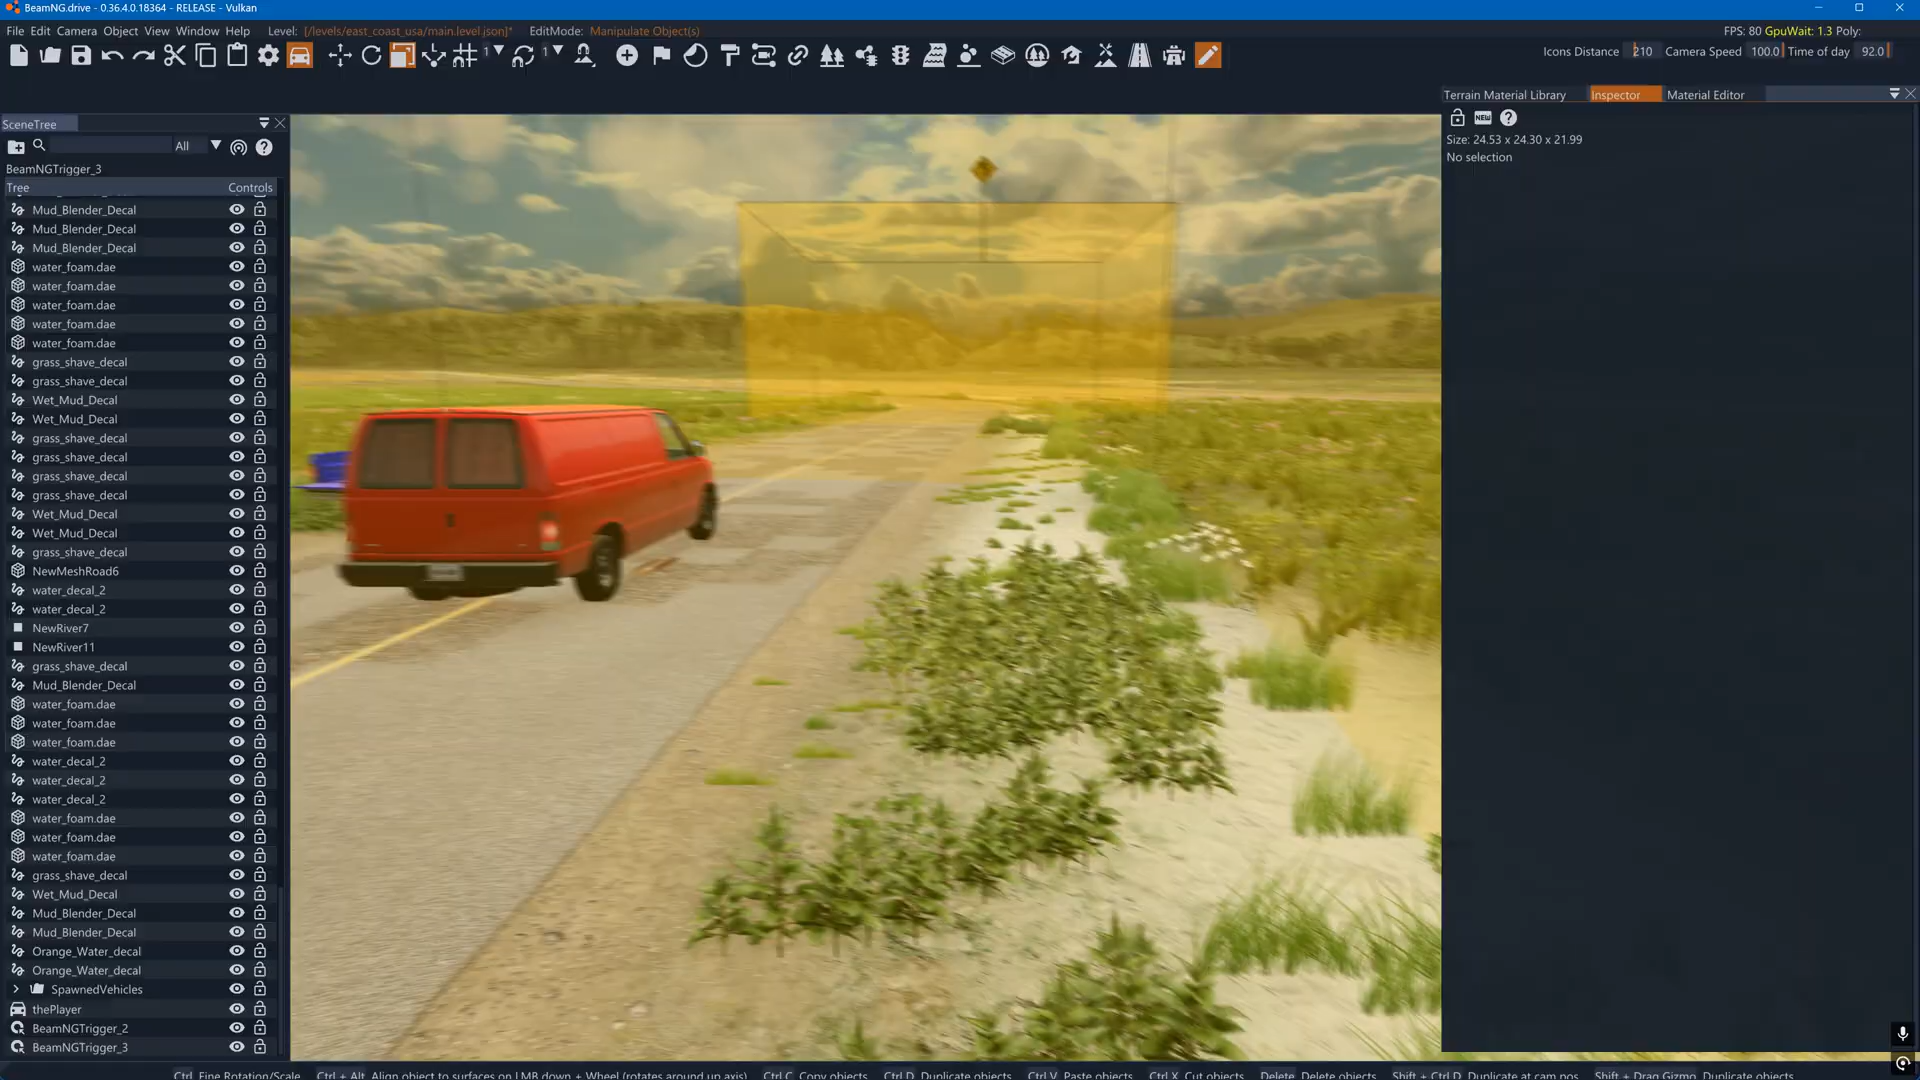 BeamNG.drive - 0.36.4.0.18364 - RELEASE - Vulkan
File Edit Camera Object View Window Help Level: [/levels/east_coast_usa/main.level.json]* EditMode: Manipulate Object(s) FPS: 80 GpuWait: 1.3 Poly:
1 1 Icons Distance 210 Camera Speed 100.0 Time of day 92.0
Terrain Material Library Inspector Material Editor
NEW
Size: 24.53 x 24.30 x 21.99
No selection
SceneTree
All
BeamNGTrigger_3
Tree Controls
Mud_Blender_Decal
Mud_Blender_Decal
Mud_Blender_Decal
water_foam.dae
water_foam.dae
water_foam.dae
water_foam.dae
water_foam.dae
grass_shave_decal
grass_shave_decal
Wet_Mud_Decal
Wet_Mud_Decal
grass_shave_decal
grass_shave_decal
grass_shave_decal
grass_shave_decal
Wet_Mud_Decal
Wet_Mud_Decal
grass_shave_decal
NewMeshRoad6
water_decal_2
water_decal_2
NewRiver7
NewRiver11
grass_shave_decal
Mud_Blender_Decal
water_foam.dae
water_foam.dae
water_foam.dae
water_decal_2
water_decal_2
water_decal_2
water_foam.dae
water_foam.dae
water_foam.dae
grass_shave_decal
Wet_Mud_Decal
Mud_Blender_Decal
Mud_Blender_Decal
Orange_Water_decal
Orange_Water_decal
SpawnedVehicles
thePlayer
BeamNGTrigger_2
BeamNGTrigger_3
Ctrl Fine Rotation/Scale Ctrl + Alt Align object to surfaces on LMB down + Wheel (rotates around up axis) Ctrl C Copy objects Ctrl D Duplicate objects Ctrl V Paste objects Ctrl X Cut objects Delete Delete objects Shift + Ctrl D Duplicate at cam pos Shift + Drag Gizmo Duplicate objects